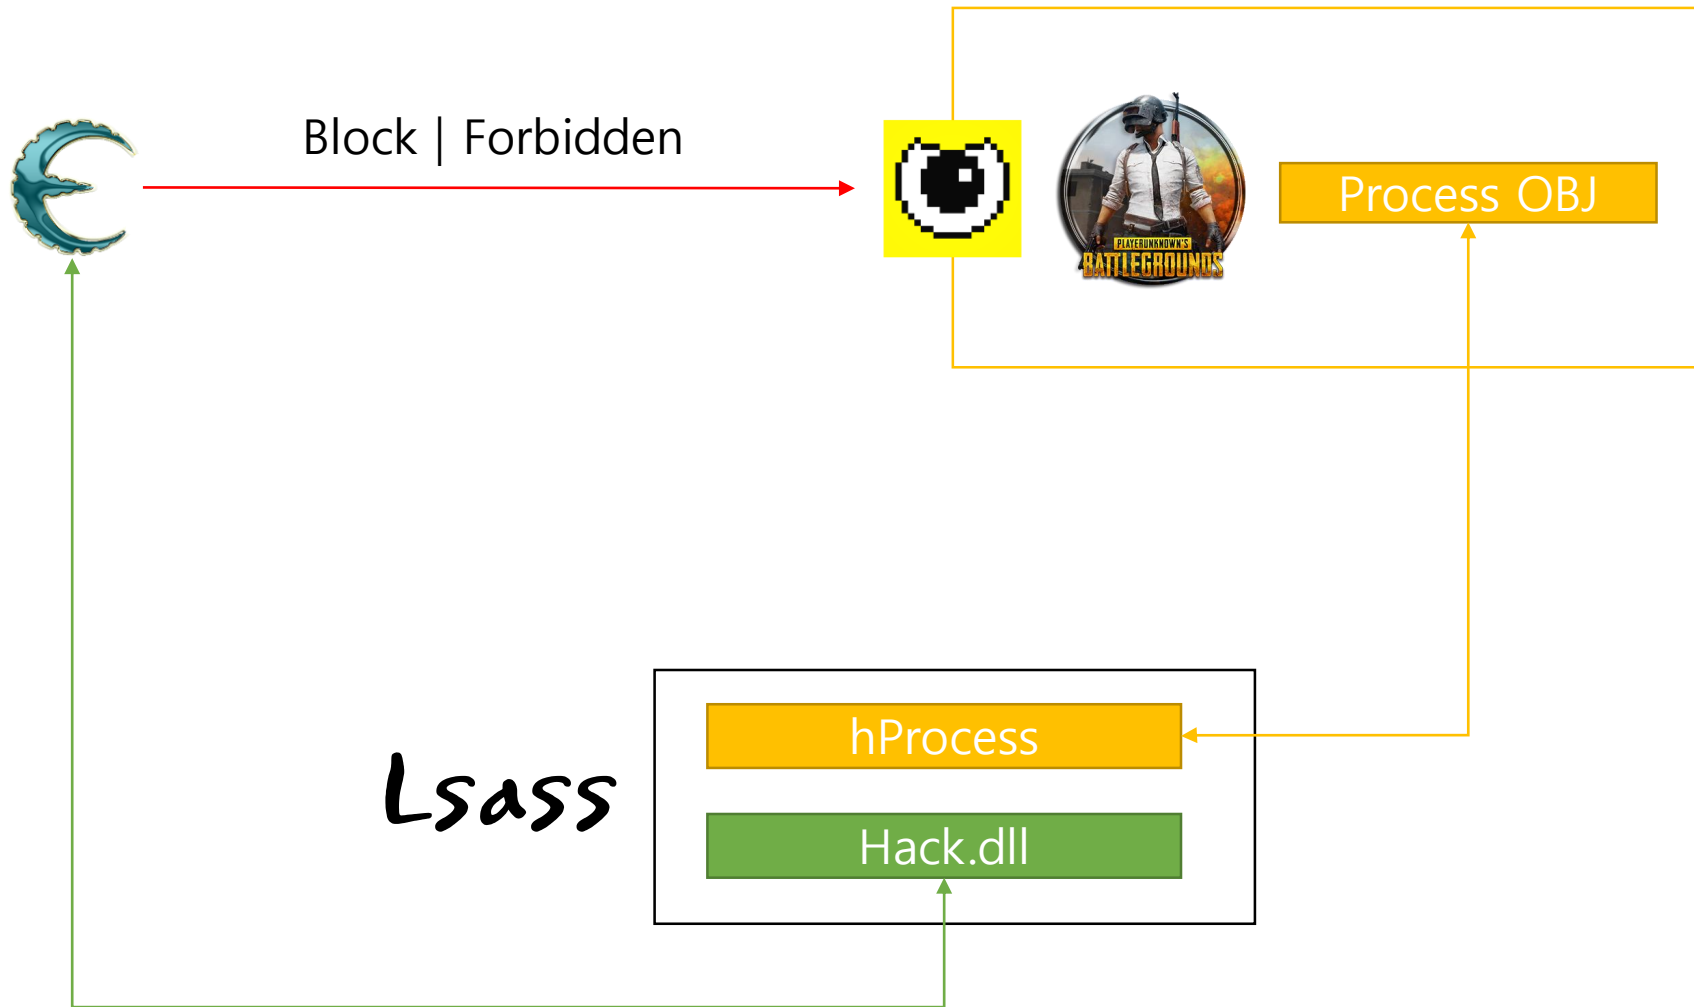 Block | Forbidden
PLAYERUNKNOWN'S
BATTLEGROUNDS
Process OBJ
hProcess
Lsass
Hack.dll